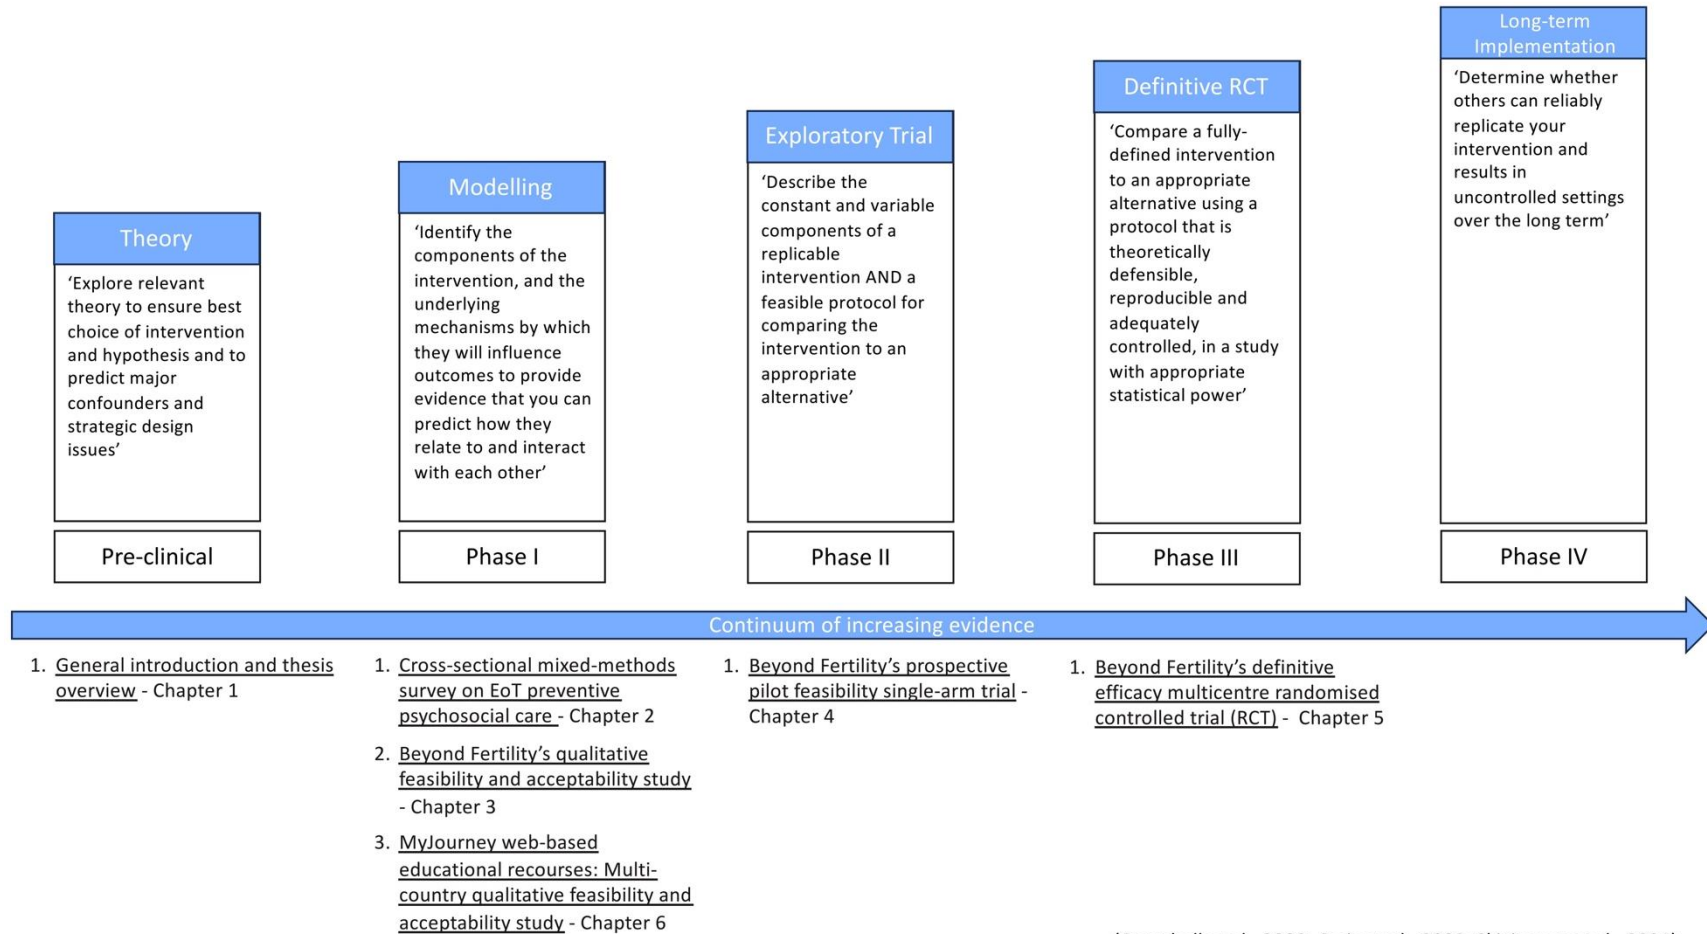 Theory
‘Explore relevant
theory to ensure best
choice of intervention
and hypothesis and to
predict major
confounders and
strategic design
issues’
Pre-clinical
Modelling
‘Identify the
components of the
intervention, and the
underlying
mechanisms by which
they will influence
outcomes to provide
evidence that you can
predict how they
relate to and interact
with each other’
Phase I
Exploratory Trial
‘Describe the
constant and variable
components of a
replicable
intervention AND a
feasible protocol for
comparing the
intervention to an
appropriate
alternative’
Phase II
Definitive RCT
‘Compare a fully-
defined intervention
to an appropriate
alternative using a
protocol that is
theoretically
defensible,
reproducible and
adequately
controlled, in a study
with appropriate
statistical power’
Phase III
Long-term
Implementation
‘Determine whether
others can reliably
replicate your
intervention and
results in
uncontrolled settings
over the long term’
Phase IV
Continuum of increasing evidence
1. General introduction and thesis
overview - Chapter 1
1. Cross-sectional mixed-methods
survey on EoT preventive
psychosocial care - Chapter 2
2. Beyond Fertility’s qualitative
feasibility and acceptability study
- Chapter 3
3. MyJourney web-based
educational recourses: Multi-
country qualitative feasibility and
acceptability study - Chapter 6
1. Beyond Fertility’s prospective
pilot feasibility single-arm trial -
Chapter 4
1. Beyond Fertility’s definitive
efficacy multicentre randomised
controlled trial (RCT) - Chapter 5